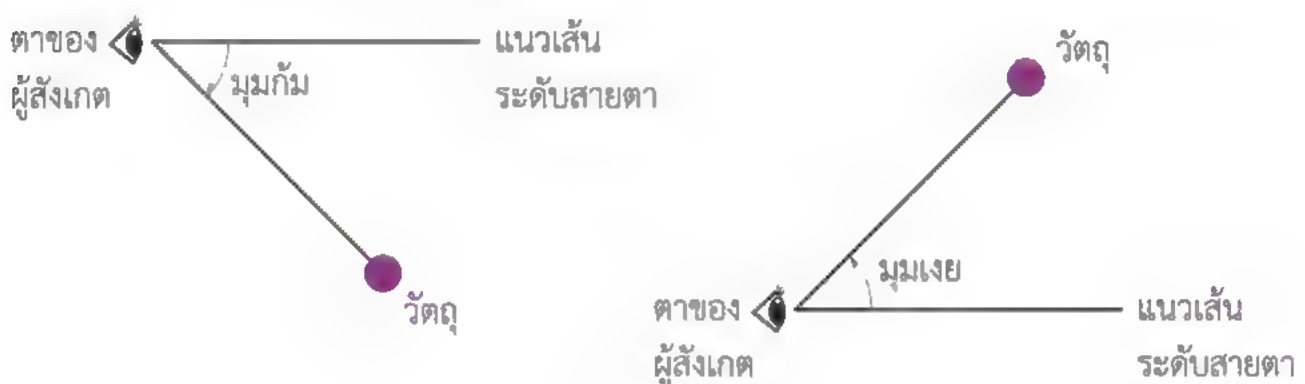 ตาของ
ผู้สังเกต
แนวเส้น
ระดับสายตา
มุมก้ม
วัตถุ
วัตถุ
มุมเงย
ตาของ
ผู้สังเกต
แนวเส้น
ระดับสายตา